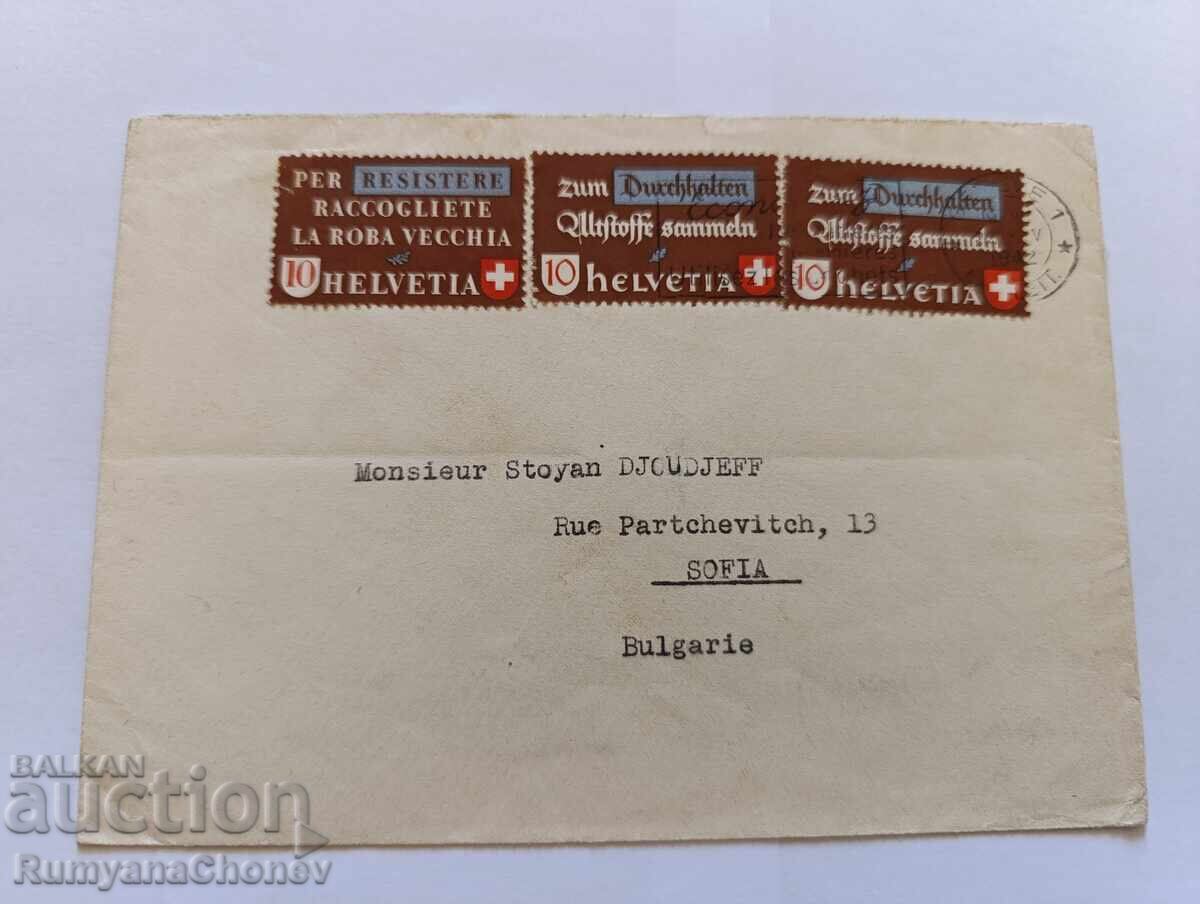 PER RESISTERE
RACCOGLIETE
LA ROBA VECCHIA
10 HELVETIA
zum Durchhalten
Altstoffe sammeln
10 HELVETIA
zum Durchhalten
Altstoffe sammeln
10 HELVETIA
1
Monsieur Stoyan DJOUDJEFF
Rue Partchevitch, 13
SOFIA
Bulgarie
BALKAN
auction
RumyanaChonev